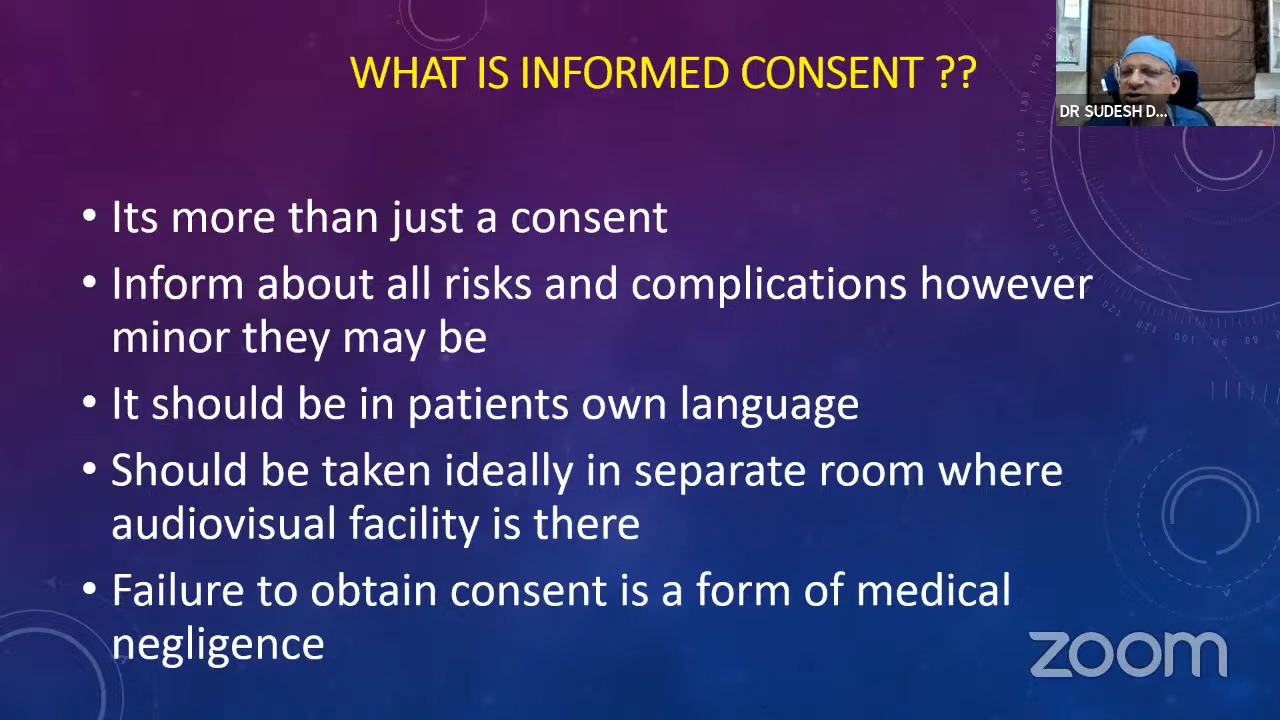 WHAT IS INFORMED CONSENT ??
DR SUDESH D...
• Its more than just a consent
• Inform about all risks and complications however
minor they may be
• It should be in patients own language
• Should be taken ideally in separate room where
audiovisual facility is there
• Failure to obtain consent is a form of medical
negligence
zoom